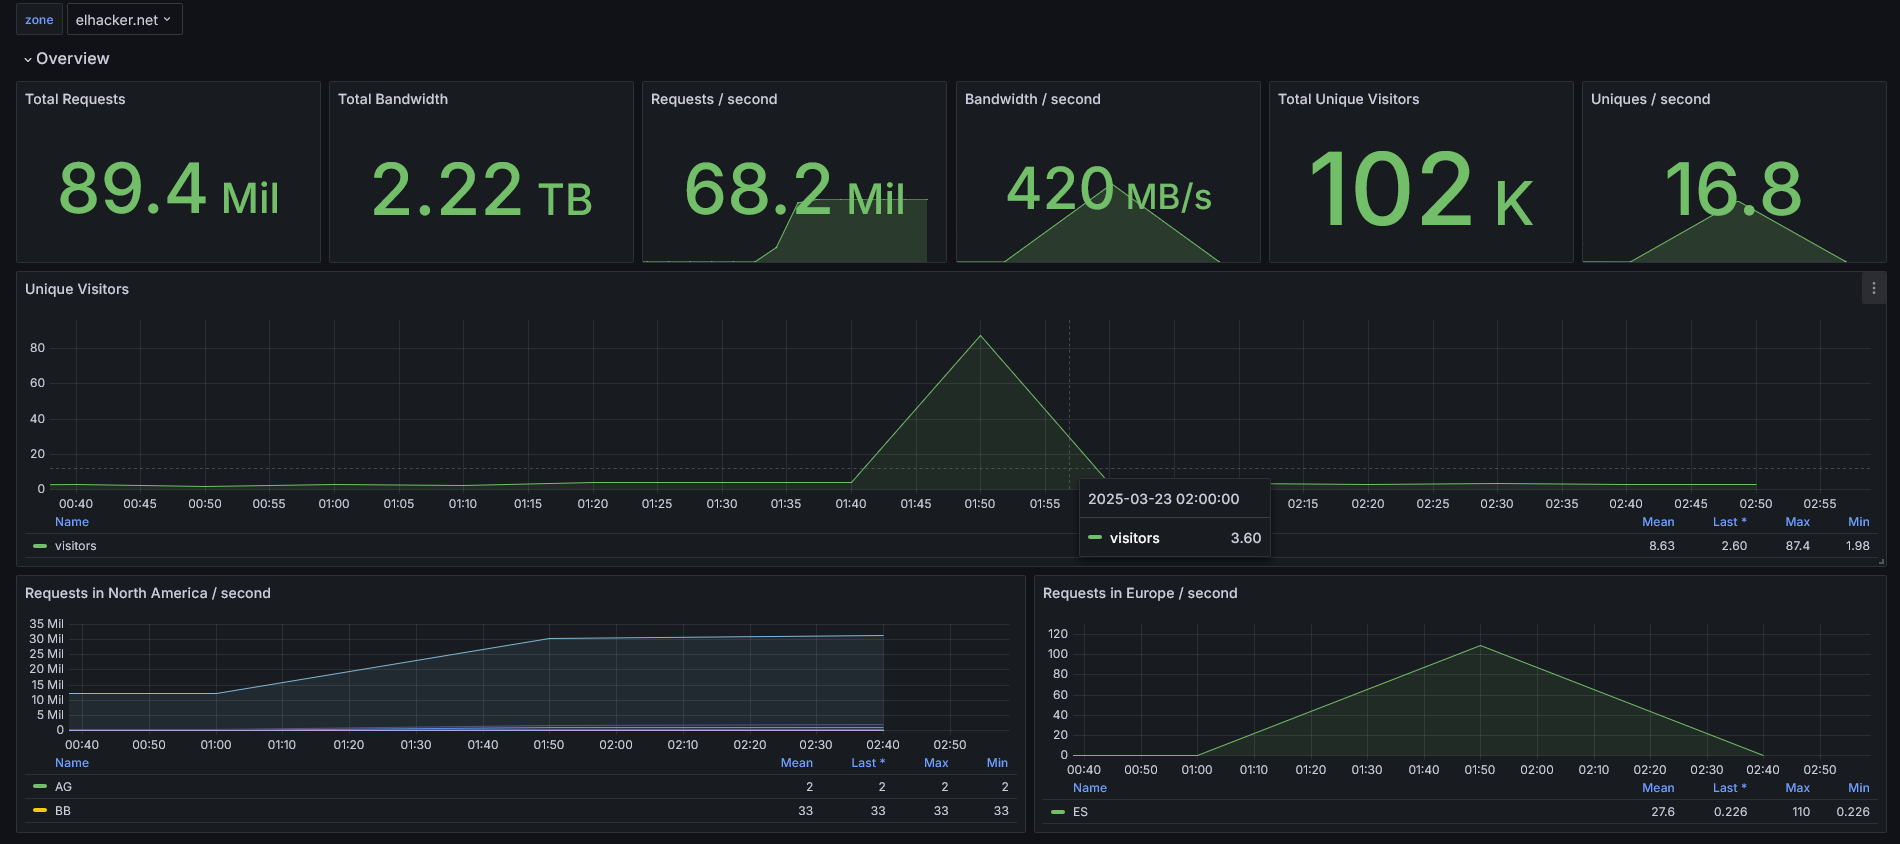 zone elhacker.net
Overview
Total Requests
89.4 Mil
Total Bandwidth
2.22 TB
Requests / second
68.2 Mil
Bandwidth / second
420 MB/s
Total Unique Visitors
102 K
Uniques / second
16.8
Unique Visitors
80
60
40
20
0
00:40 00:45 00:50 00:55 01:00 01:05 01:10 01:15 01:20 01:25 01:30 01:35 01:40 01:45 01:50 01:55 02:15 02:20 02:25 02:30 02:35 02:40 02:45 02:50 02:55
2025-03-23 02:00:00
visitors 3.60
Name Mean Last * Max Min
visitors 8.63 2.60 87.4 1.98
Requests in North America / second
35 Mil
30 Mil
25 Mil
20 Mil
15 Mil
10 Mil
5 Mil
0
00:40 00:50 01:00 01:10 01:20 01:30 01:40 01:50 02:00 02:10 02:20 02:30 02:40 02:50
Name Mean Last * Max Min
AG 2 2 2 2
BB 33 33 33 33
Requests in Europe / second
120
100
80
60
40
20
0
00:40 00:50 01:00 01:10 01:20 01:30 01:40 01:50 02:00 02:10 02:20 02:30 02:40 02:50
Name Mean Last * Max Min
ES 27.6 0.226 110 0.226